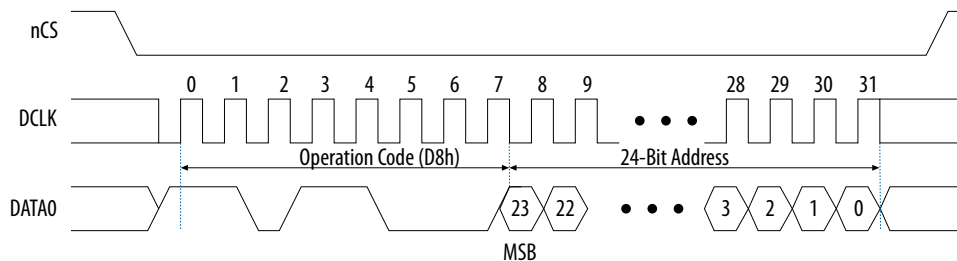 nCS
0 1 2 3 4 5 6 7 8 9 28 29 30 31
DCLK
Operation Code (D8h) 24-Bit Address
DATA0 23 22 3 2 1 0
MSB